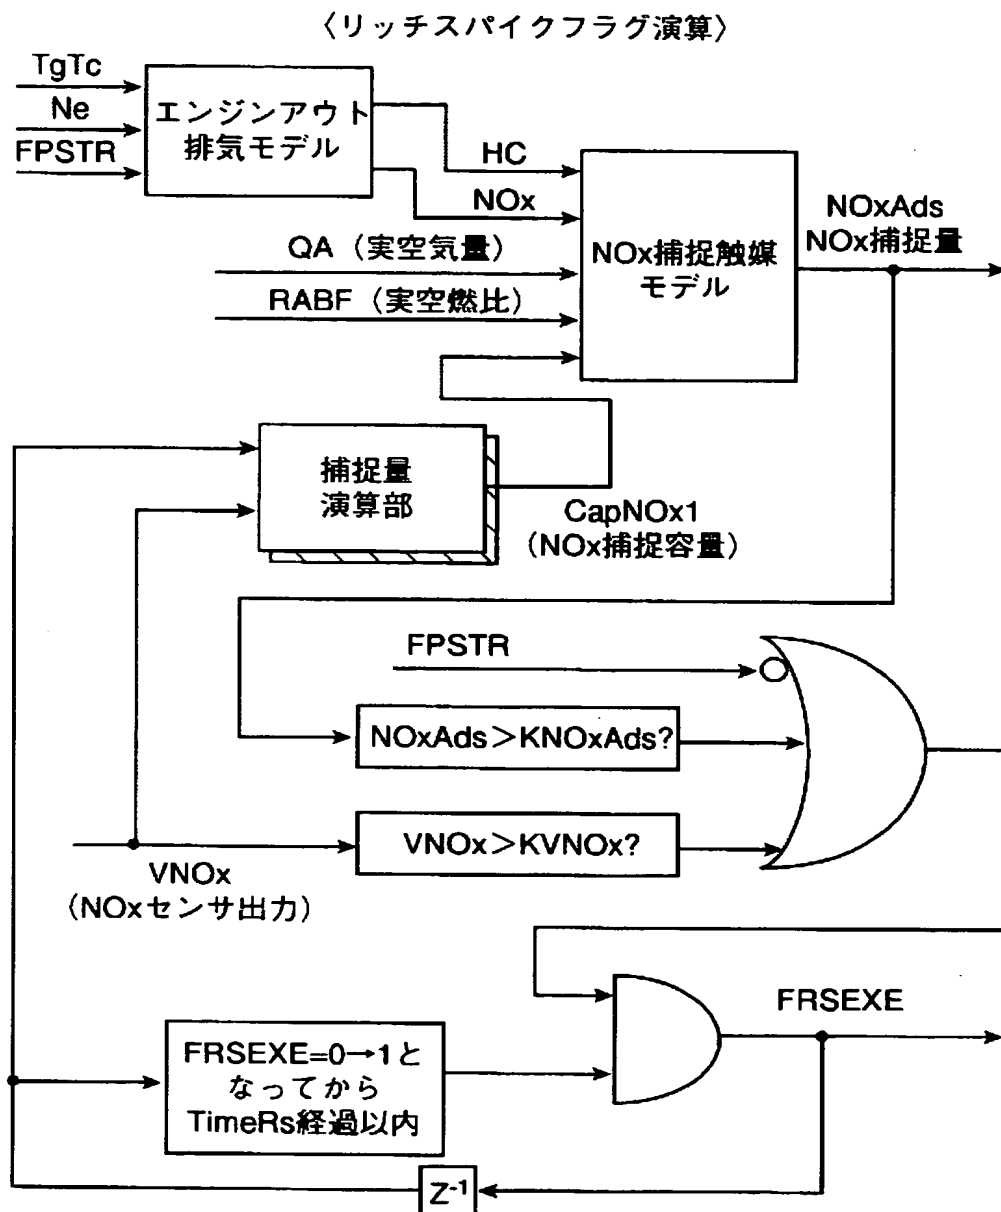 〈リッチスパイクフラグ演算〉
TgTc
Ne
FPSTR
エンジンアウト
排気モデル
HC
NOx
QA（実空気量）
RABF（実空燃比）
NOx捕捉触媒
モデル
NOxAds
NOx捕捉量
捕捉量
演算部
CapNOx1
（NOx捕捉容量）
FPSTR
NOxAds＞KNOxAds?
VNOx＞KVNOx?
VNOx
（NOxセンサ出力）
FRSEXE
FRSEXE=0→1と
なってから
TimeRs経過以内
Z⁻¹